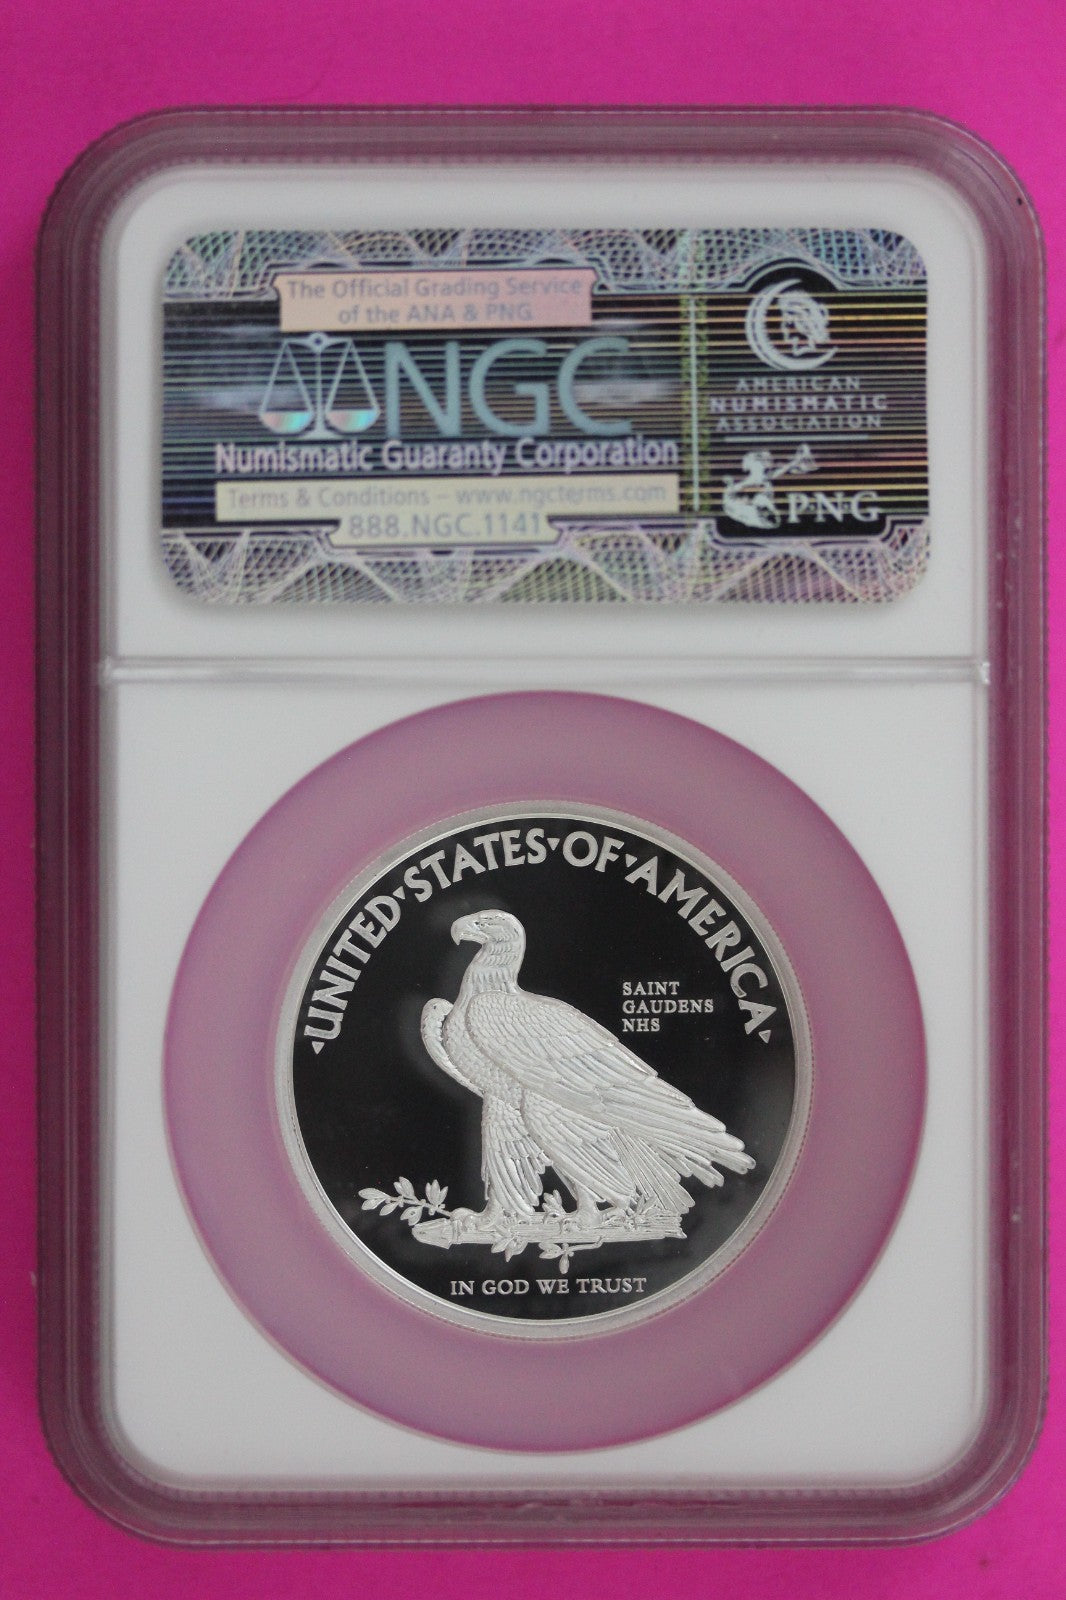 The Official Grading Service
of the ANA & PNG
NGC
Numismatic Guaranty Corporation
Terms & Conditions – www.ngcterms.com
888.NGC.1141
AMERICAN
NUMISMATIC
ASSOCIATION
P•N•G
UNITED•STATES•OF•AMERICA
SAINT
GAUDENS
NHS
IN GOD WE TRUST